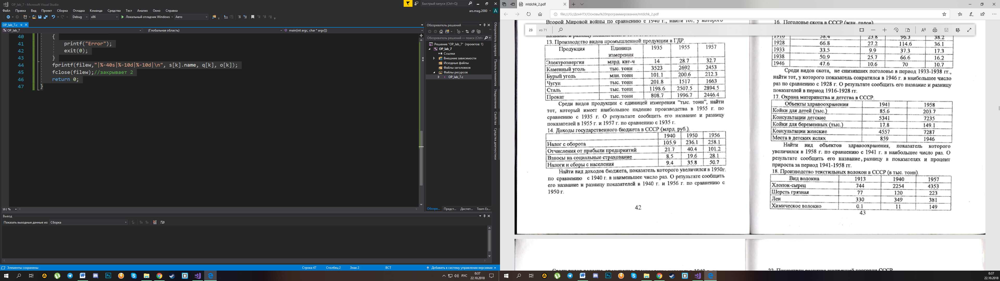 OP_lab_7 - Microsoft Visual Studio
Быстрый запуск (Ctrl+Q)
Файл Правка Вид Проект Сборка Отладка Команда Средства Тест Анализ Окно Справка
ars.mag.2000 A
Debug x86 Локальный отладчик Windows Авто
OP_lab_7.c
OP_lab_7 (Глобальная область) main(int argc, char * argv[])
40 {
41 printf("Error");
42 exit(0);
43 }
44 fprintf(filew,"|%-40s|%-10d|%-10d|\n", s[k].name, q[k], o[k]);
45 fclose(filew);//закрывает 2
46 return 0;
47 }
161 %
Обозреватель решений
Обозреватель решений — поиск (Ctrl+
Решение "OP_lab_7" (проектов: 1)
OP_lab_7
Ссылки
Внешние зависимости
Исходные файлы
Файлы заголовков
Файлы ресурсов
OP_lab_7.c
Обозре... Предст... Диспет... Team Ex...
Обозреватель серверов
Панель элементов
Уведомления
Свойства
Средства диагностики
Вывод
Показать выходные данные из: Сборка
Элементы сохранены Строка 47 Столбец 2 Знак 2 ВСТ Добавить в систему управления версиями
РУС 0:37
22.10.2018
mtdchk_2.pdf
file:///G:/ДонНТУ/Основы%20программирования/mtdchk_2.pdf
23 из 71
Второй Мировой войны по сравнению с 1940 г., найти тот, у которого
13. Производство видов промышленной продукции в ГДР.
Продукция Единица измерения 1935 1955 1957
Электроэнергия млрд. квт-ч 14 28.7 32.7
Каменный уголь тыс. тонн 3523 2692 2453
Бурый уголь млн. тонн 101.1 200.6 212.3
Чугун тыс. тонн 201.8 1517 1663
Сталь тыс. тонн 1198.6 2507.5 2894.5
Прокат тыс. тонн 808.7 1996.7 2446.4
Среди видов продукции с единицей измерения “тыс. тонн”, найти
тот, который имеет наибольшее падение производства в 1955 г. по
сравнению с 1935 г. О результате сообщить его название и разницу
показателей в 1955 г. и 1957 г. по сравнению с 1935 г.
14. Доходы государственного бюджета в СССР (млрд. руб.).
1940 1950 1956
Налог с оборота 105.9 236.1 258.1
Отчисления от прибыли предприятий 21.7 40.4 101.2
Взносы на социальные страхование 8.5 19.6 28.1
Налоги и сборы с населения 9.4 35.8 50.7
Найти вид доходов бюджета, показатель которого увеличился в 1950г.
по сравнению с 1940 г. в наименьшее число раз. О результате сообщить
его название и разницу показателей в 1940 г. и 1956 г. по сравнению с
1950 г.
42
16. Поголовье скота в СССР (млн. голов)
1916 58.4 23.8 96.3 38.2
1928 66.8 27.2 114.6 36.1
1933 33.5 9.9 37.3 17.3
1938 50.9 25.7 66.6 16.2
1946 47.6 10.6 70 10.7
Среди видов скота, не снизивших поголовье в период 1933-1938 гг.,
найти тот, у которого показатель сократился в 1946 г. в наибольшее число
раз по сравнению с 1928 г. О результате сообщить его название и разницу
показателей в период 1916-1928 гг.
17. Охрана материнства и детства в СССР.
Объекты здравоохранения 1941 1958
Койки для детей (тыс.) 85.6 203.7
Консультации детские 5341 7235
Койки для беременных (тыс.) 17.8 149.1
Консультации женские 4557 7287
Места в детских яслях 859 1946
Найти вид объектов здравоохранения, показатель которого
увеличился в 1958 г. по сравнению с 1941 г. в наибольшее число раз. О
результате сообщить его название, разницу в показателях и процент
прироста за период 1941-1958 гг.
18. Производство текстильных волокон в СССР (в тыс. тонн).
Вид волокна 1913 1940 1957
Хлопок-сырец 744 2254 4353
Шерсть грязная 77 120 223
Лен 330 349 381
Химическое волокно 0.1 11 149
43
22. Показатели развития внутренней торговли СССР
0:37
22.10.2018